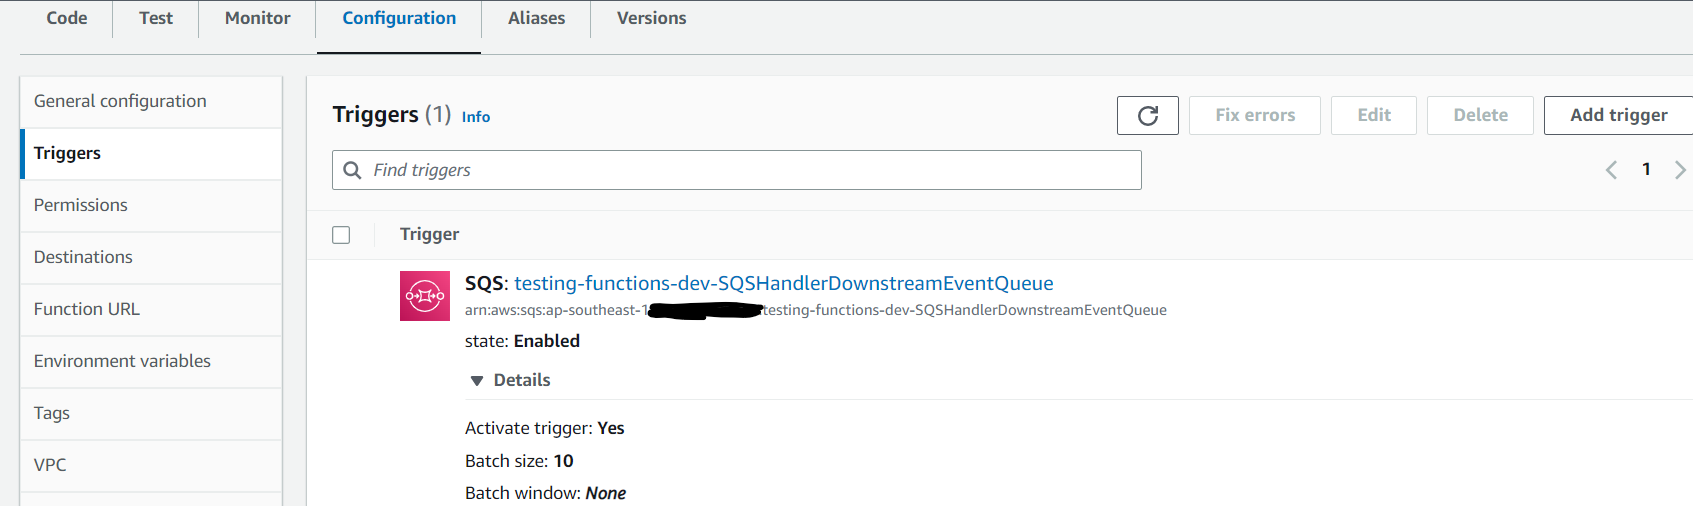 Code Test Monitor Configuration Aliases Versions
General configuration
Triggers
Permissions
Destinations
Function URL
Environment variables
Tags
VPC
Triggers (1) Info
Fix errors Edit Delete Add trigger
Find triggers
1
Trigger
SQS: testing-functions-dev-SQSHandlerDownstreamEventQueue
arn:aws:sqs:ap-southeast-1 testing-functions-dev-SQSHandlerDownstreamEventQueue
state: Enabled
Details
Activate trigger: Yes
Batch size: 10
Batch window: None